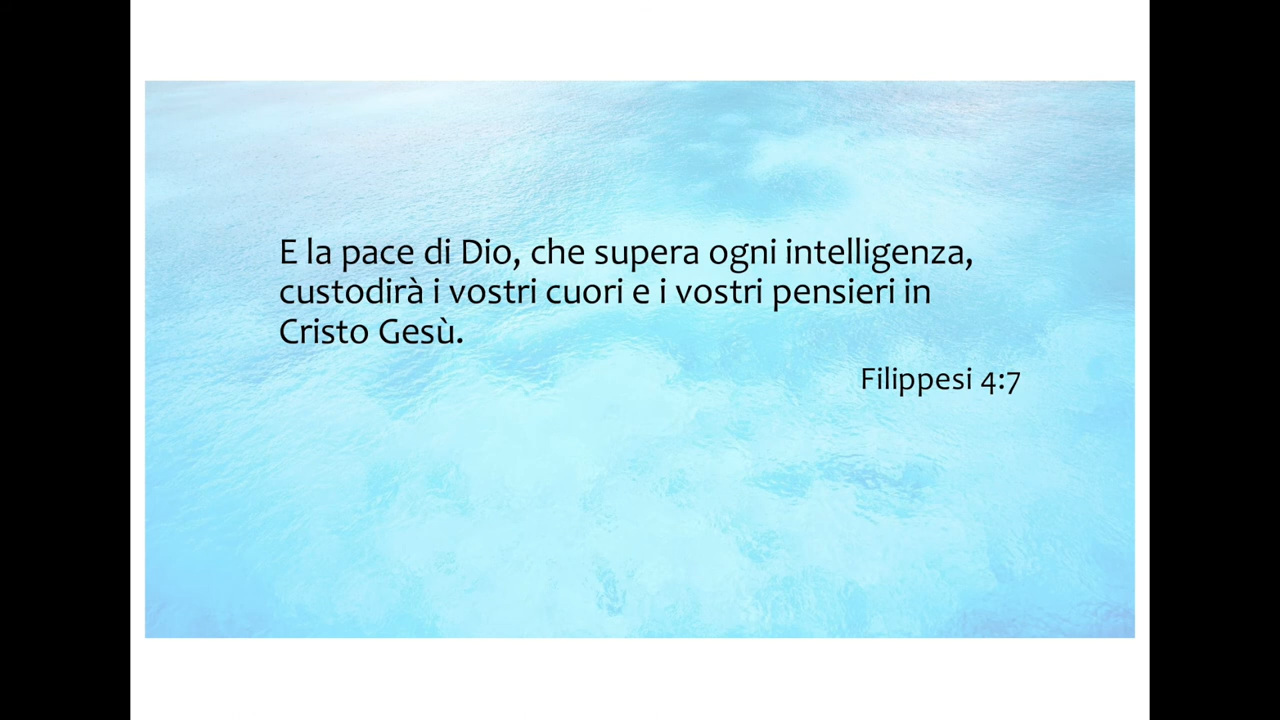 E la pace di Dio, che supera ogni intelligenza,
custodirà i vostri cuori e i vostri pensieri in
Cristo Gesù.
Filippesi 4:7